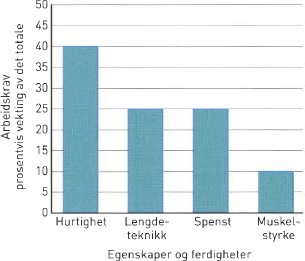 Arbeidskrav
prosentvis vekting av det totale
50
45
40
35
30
25
20
15
10
5
0
Hurtighet
Lengde-
teknikk
Spenst
Muskel-
styrke
Egenskaper og ferdigheter